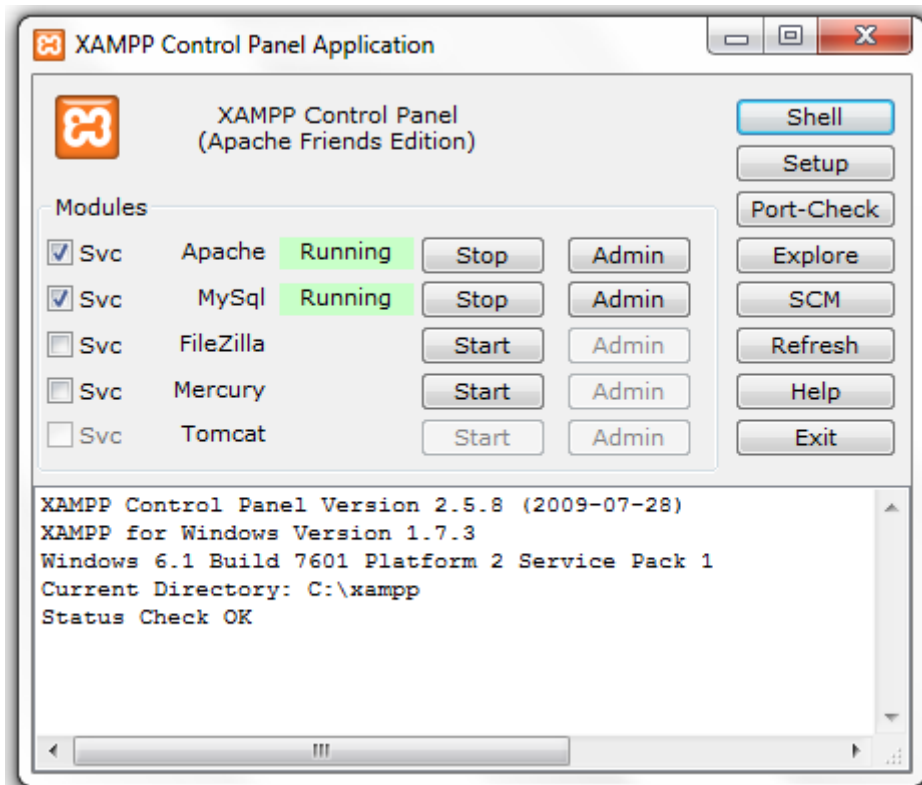 XAMPP Control Panel Application
XAMPP Control Panel
(Apache Friends Edition)
Shell
Setup
Port-Check
Explore
SCM
Refresh
Help
Exit
Modules
Svc Apache Running Stop Admin
Svc MySql Running Stop Admin
Svc FileZilla Start Admin
Svc Mercury Start Admin
Svc Tomcat Start Admin
XAMPP Control Panel Version 2.5.8 (2009-07-28)
XAMPP for Windows Version 1.7.3
Windows 6.1 Build 7601 Platform 2 Service Pack 1
Current Directory: C:\xampp
Status Check OK